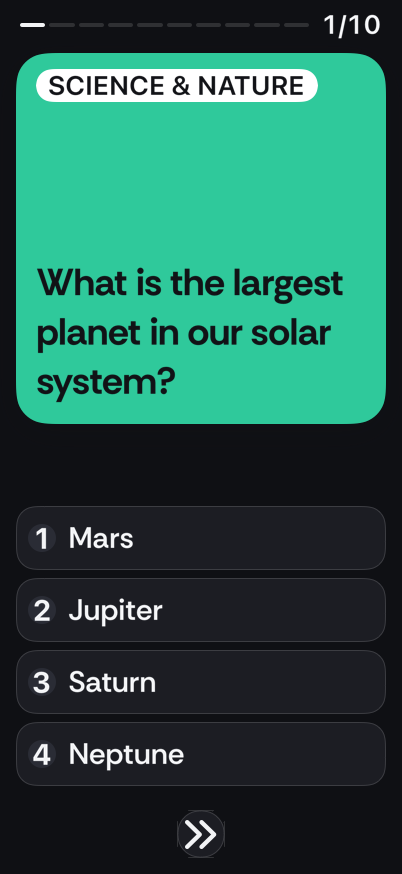 1/10
SCIENCE & NATURE
What is the largest
planet in our solar
system?
1 Mars
2 Jupiter
3 Saturn
4 Neptune